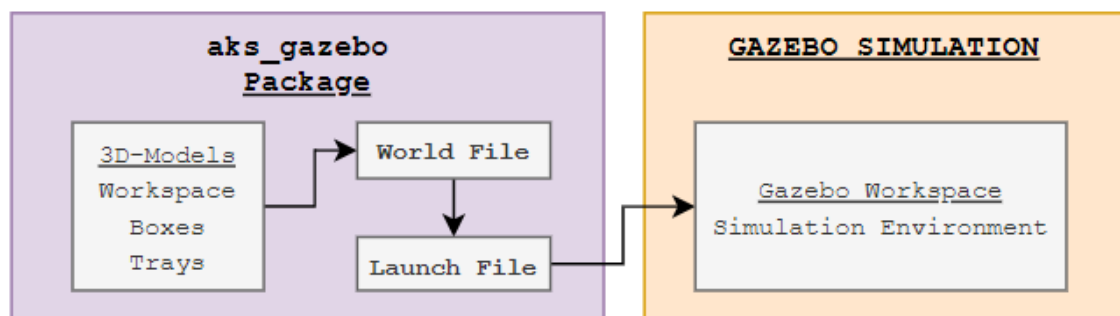 aks_gazebo
Package
3D-Models
Workspace
Boxes
Trays
World File
Launch File
GAZEBO SIMULATION
Gazebo Workspace
Simulation Environment